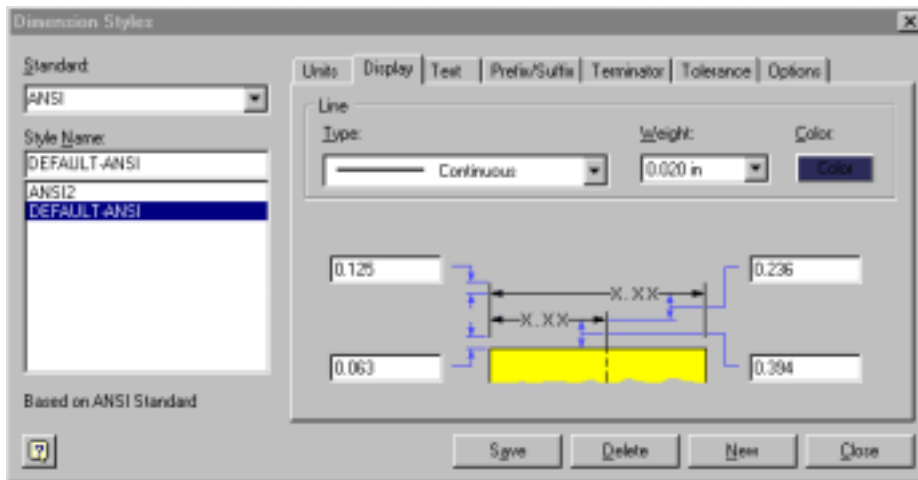 Dimension Styles
Standard:
ANSI
Style Name:
DEFAULT-ANSI
ANSI2
DEFAULT-ANSI
Based on ANSI Standard
Units Display Text Prefix/Suffix Terminator Tolerance Options
Line
Type: Weight: Color:
Continuous 0.020 in Color
0.125 0.236
X.XX
X.XX
0.063 0.394
Save Delete New Close